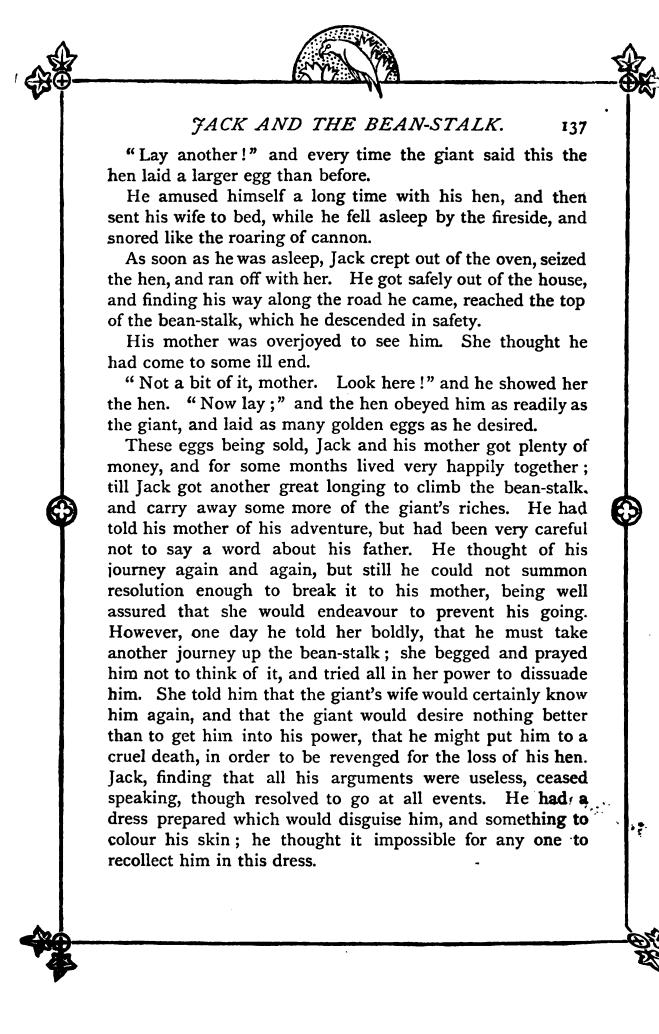 JACK AND THE BEAN-STALK. 137
“ Lay another ! ” and every time the giant said this the
hen laid a larger egg than before.
He amused himself a long time with his hen, and then
sent his wife to bed, while he fell asleep by the fireside, and
snored like the roaring of cannon.
As soon as he was asleep, Jack crept out of the oven, seized
the hen, and ran off with her. He got safely out of the house,
and finding his way along the road he came, reached the top
of the bean-stalk, which he descended in safety.
His mother was overjoyed to see him. She thought he
had come to some ill end.
“ Not a bit of it, mother. Look here ! ” and he showed her
the hen. “ Now lay ; ” and the hen obeyed him as readily as
the giant, and laid as many golden eggs as he desired.
These eggs being sold, Jack and his mother got plenty of
money, and for some months lived very happily together ;
till Jack got another great longing to climb the bean-stalk.
and carry away some more of the giant’s riches. He had
told his mother of his adventure, but had been very careful
not to say a word about his father. He thought of his
journey again and again, but still he could not summon
resolution enough to break it to his mother, being well
assured that she would endeavour to prevent his going.
However, one day he told her boldly, that he must take
another journey up the bean-stalk ; she begged and prayed
him not to think of it, and tried all in her power to dissuade
him. She told him that the giant’s wife would certainly know
him again, and that the giant would desire nothing better
than to get him into his power, that he might put him to a
cruel death, in order to be revenged for the loss of his hen.
Jack, finding that all his arguments were useless, ceased
speaking, though resolved to go at all events. He had a
dress prepared which would disguise him, and something to
colour his skin ; he thought it impossible for any one to
recollect him in this dress.